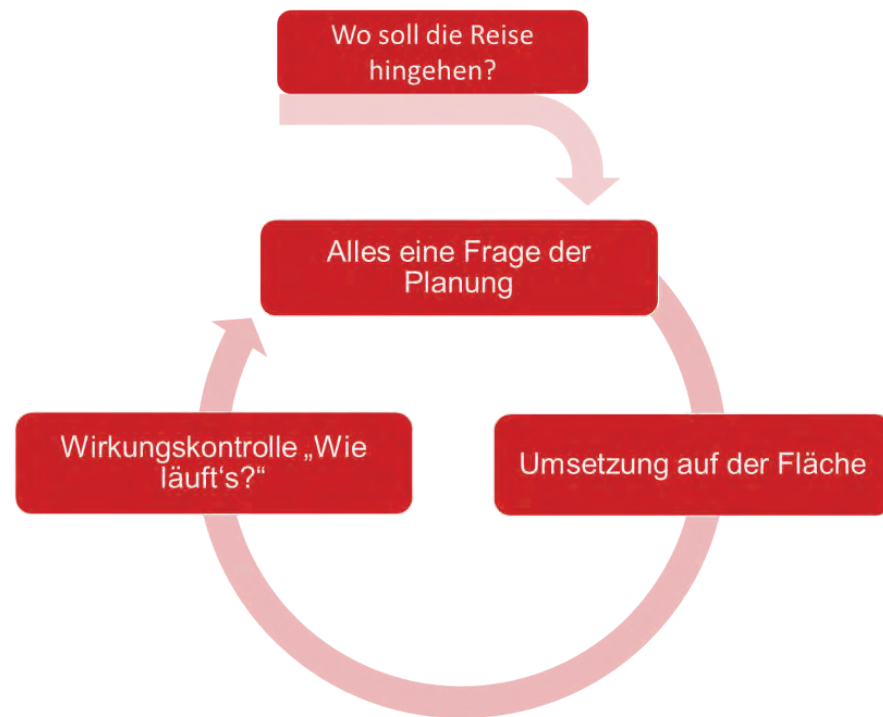 Wo soll die Reise
hingehen?
Alles eine Frage der
Planung
Wirkungskontrolle „Wie
läuft‘s?“
Umsetzung auf der Fläche